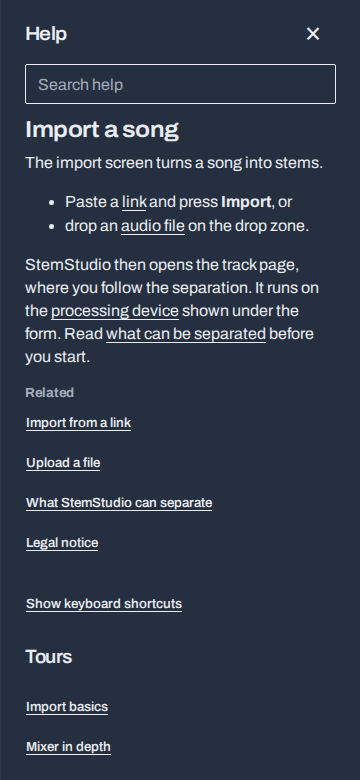 Help
Search help
Import a song
The import screen turns a song into stems.
• Paste a link and press Import, or
• drop an audio file on the drop zone.
StemStudio then opens the track page,
where you follow the separation. It runs on
the processing device shown under the
form. Read what can be separated before
you start.
Related
Import from a link
Upload a file
What StemStudio can separate
Legal notice
Show keyboard shortcuts
Tours
Import basics
Mixer in depth